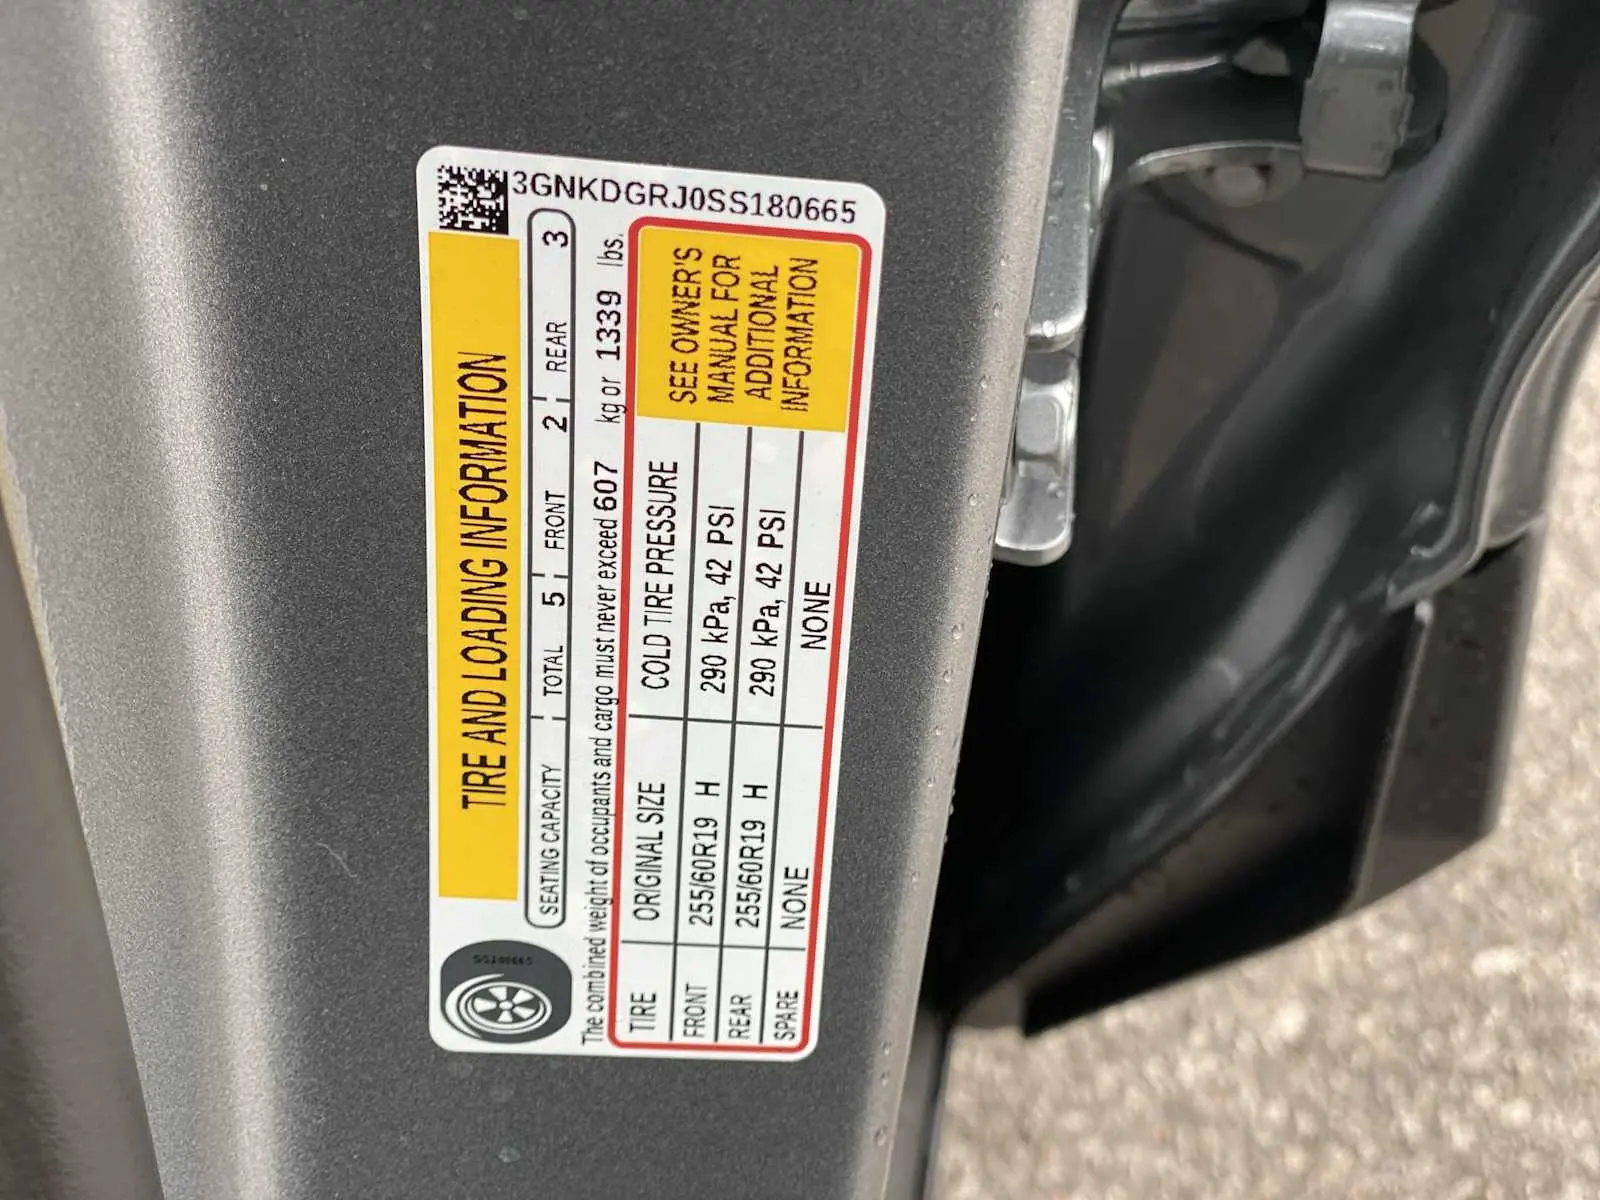 3GNKDGRJ0SS180665
TIRE AND LOADING INFORMATION
SEATING CAPACITY TOTAL 5 FRONT 2 REAR 3
The combined weight of occupants and cargo must never exceed 607 kg or 1339 lbs.
TIRE ORIGINAL SIZE COLD TIRE PRESSURE
FRONT 255/60R19 H 290 kPa, 42 PSI
REAR 255/60R19 H 290 kPa, 42 PSI
SPARE NONE NONE
SEE OWNER'S
MANUAL FOR
ADDITIONAL
INFORMATION